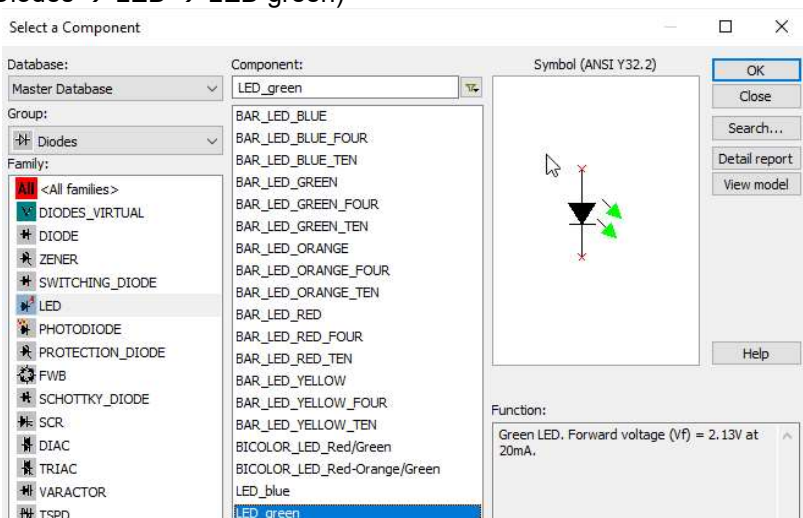 Diodes → LED → LED green)
Select a Component
Database:
Master Database
Group:
Diodes
Family:
All <All families>
DIODES_VIRTUAL
DIODE
ZENER
SWITCHING_DIODE
LED
PHOTODIODE
PROTECTION_DIODE
FWB
SCHOTTKY_DIODE
SCR
DIAC
TRIAC
VARACTOR
TSPD
Component:
LED_green
BAR_LED_BLUE
BAR_LED_BLUE_FOUR
BAR_LED_BLUE_TEN
BAR_LED_GREEN
BAR_LED_GREEN_FOUR
BAR_LED_GREEN_TEN
BAR_LED_ORANGE
BAR_LED_ORANGE_FOUR
BAR_LED_ORANGE_TEN
BAR_LED_RED
BAR_LED_RED_FOUR
BAR_LED_RED_TEN
BAR_LED_YELLOW
BAR_LED_YELLOW_FOUR
BAR_LED_YELLOW_TEN
BICOLOR_LED_Red/Green
BICOLOR_LED_Red-Orange/Green
LED_blue
LED_green
Symbol (ANSI Y32.2)
Function:
Green LED. Forward voltage (Vf) = 2.13V at
20mA.
OK
Close
Search...
Detail report
View model
Help